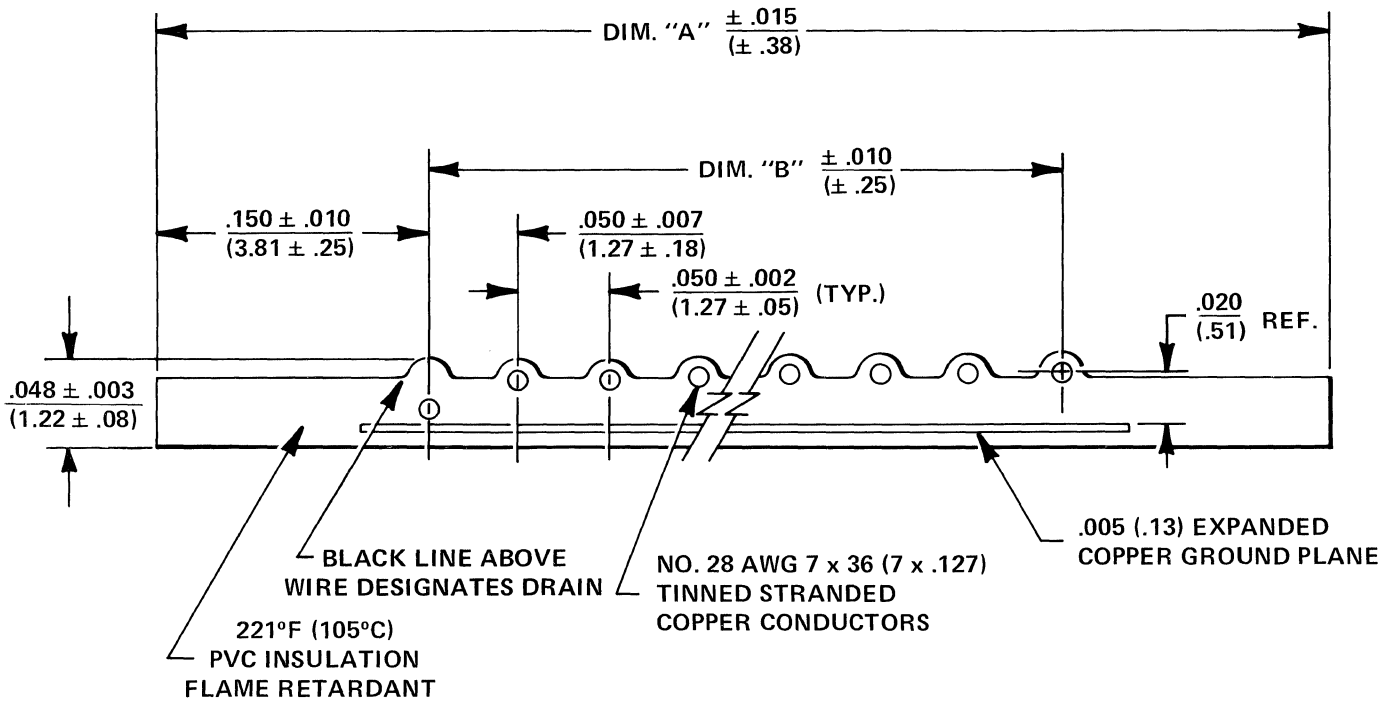 DIM. "A" ± .015
(± .38)
DIM. "B" ± .010
(± .25)
.150 ± .010
(3.81 ± .25)
.050 ± .007
(1.27 ± .18)
.050 ± .002
(1.27 ± .05) (TYP.)
.020
(.51) REF.
.048 ± .003
(1.22 ± .08)
BLACK LINE ABOVE
WIRE DESIGNATES DRAIN
221ºF (105ºC)
PVC INSULATION
FLAME RETARDANT
NO. 28 AWG 7 x 36 (7 x .127)
TINNED STRANDED
COPPER CONDUCTORS
.005 (.13) EXPANDED
COPPER GROUND PLANE